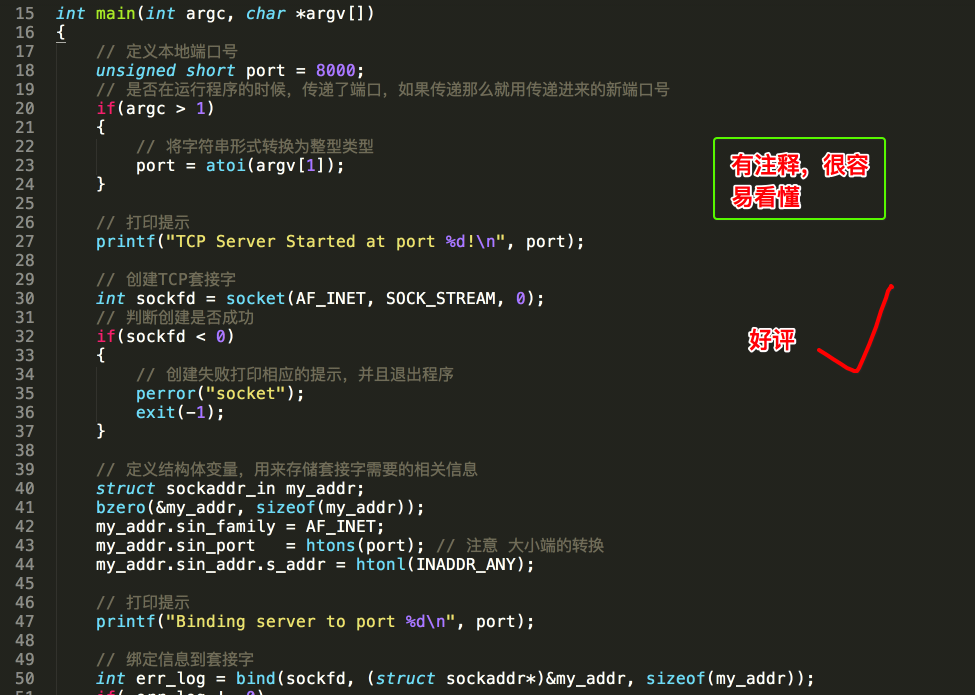 15 int main(int argc, char *argv[])
16 {
17 // 定义本地端口号
18 unsigned short port = 8000;
19 // 是否在运行程序的时候，传递了端口，如果传递那么就用传递进来的新端口号
20 if(argc > 1)
21 {
22 // 将字符串形式转换为整型类型
23 port = atoi(argv[1]);
24 }
25
26 // 打印提示
27 printf("TCP Server Started at port %d!\n", port);
28
29 // 创建TCP套接字
30 int sockfd = socket(AF_INET, SOCK_STREAM, 0);
31 // 判断创建是否成功
32 if(sockfd < 0)
33 {
34 // 创建失败打印相应的提示，并且退出程序
35 perror("socket");
36 exit(-1);
37 }
38
39 // 定义结构体变量，用来存储套接字需要的相关信息
40 struct sockaddr_in my_addr;
41 bzero(&my_addr, sizeof(my_addr));
42 my_addr.sin_family = AF_INET;
43 my_addr.sin_port   = htons(port); // 注意 大小端的转换
44 my_addr.sin_addr.s_addr = htonl(INADDR_ANY);
45
46 // 打印提示
47 printf("Binding server to port %d\n", port);
48
49 // 绑定信息到套接字
50 int err_log = bind(sockfd, (struct sockaddr*)&my_addr, sizeof(my_addr));
有注释，很容
易看懂
好评